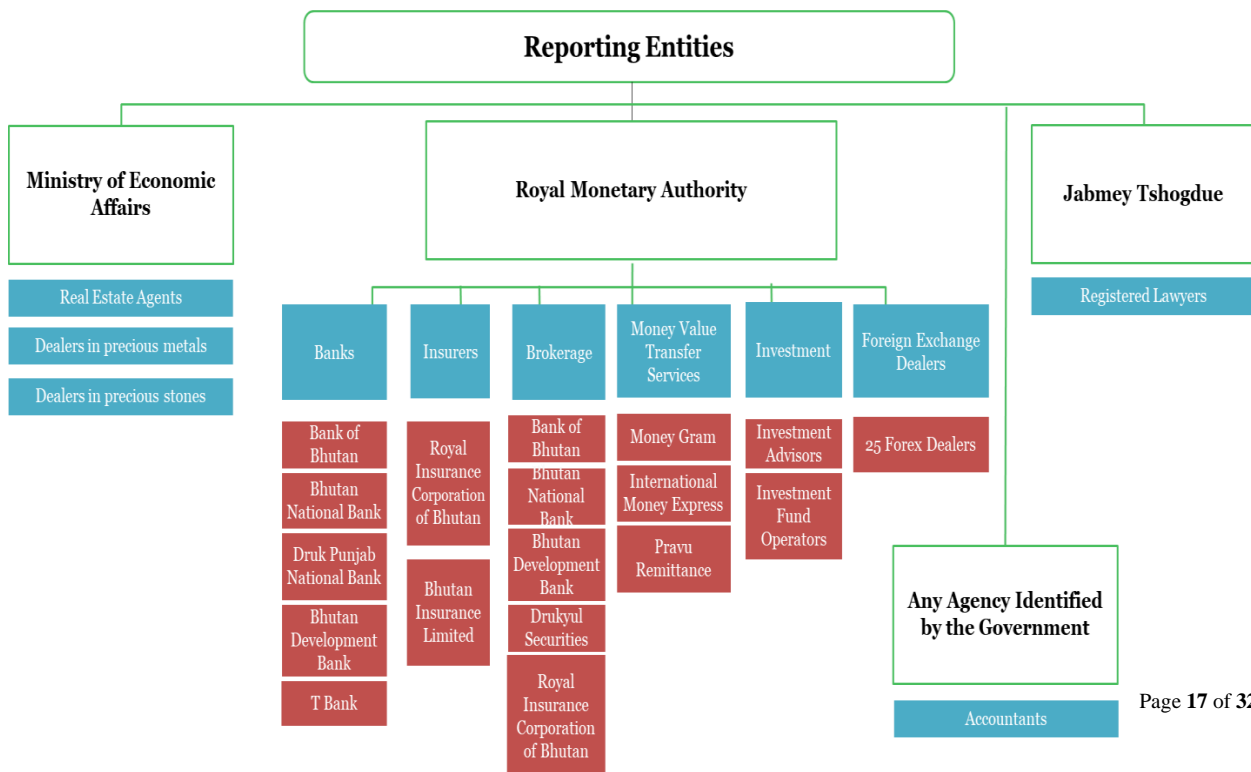 Reporting Entities
Ministry of Economic
Affairs
Real Estate Agents
Dealers in precious metals
Dealers in precious stones
Royal Monetary Authority
Banks
Bank of
Bhutan
Bhutan
National Bank
Druk Punjab
National Bank
Bhutan
Development
Bank
T Bank
Insurers
Royal
Insurance
Corporation
of Bhutan
Bhutan
Insurance
Limited
Brokerage
Bank of
Bhutan
Bhutan
National
Bank
Bhutan
Development
Bank
Drukyul
Securities
Royal
Insurance
Corporation
of Bhutan
Money Value
Transfer
Services
Money Gram
International
Money Express
Pravu
Remittance
Investment
Investment
Advisors
Investment
Fund
Operators
Foreign Exchange
Dealers
25 Forex Dealers
Jabmey Tshogdue
Registered Lawyers
Any Agency Identified
by the Government
Accountants
Page 17 of 32